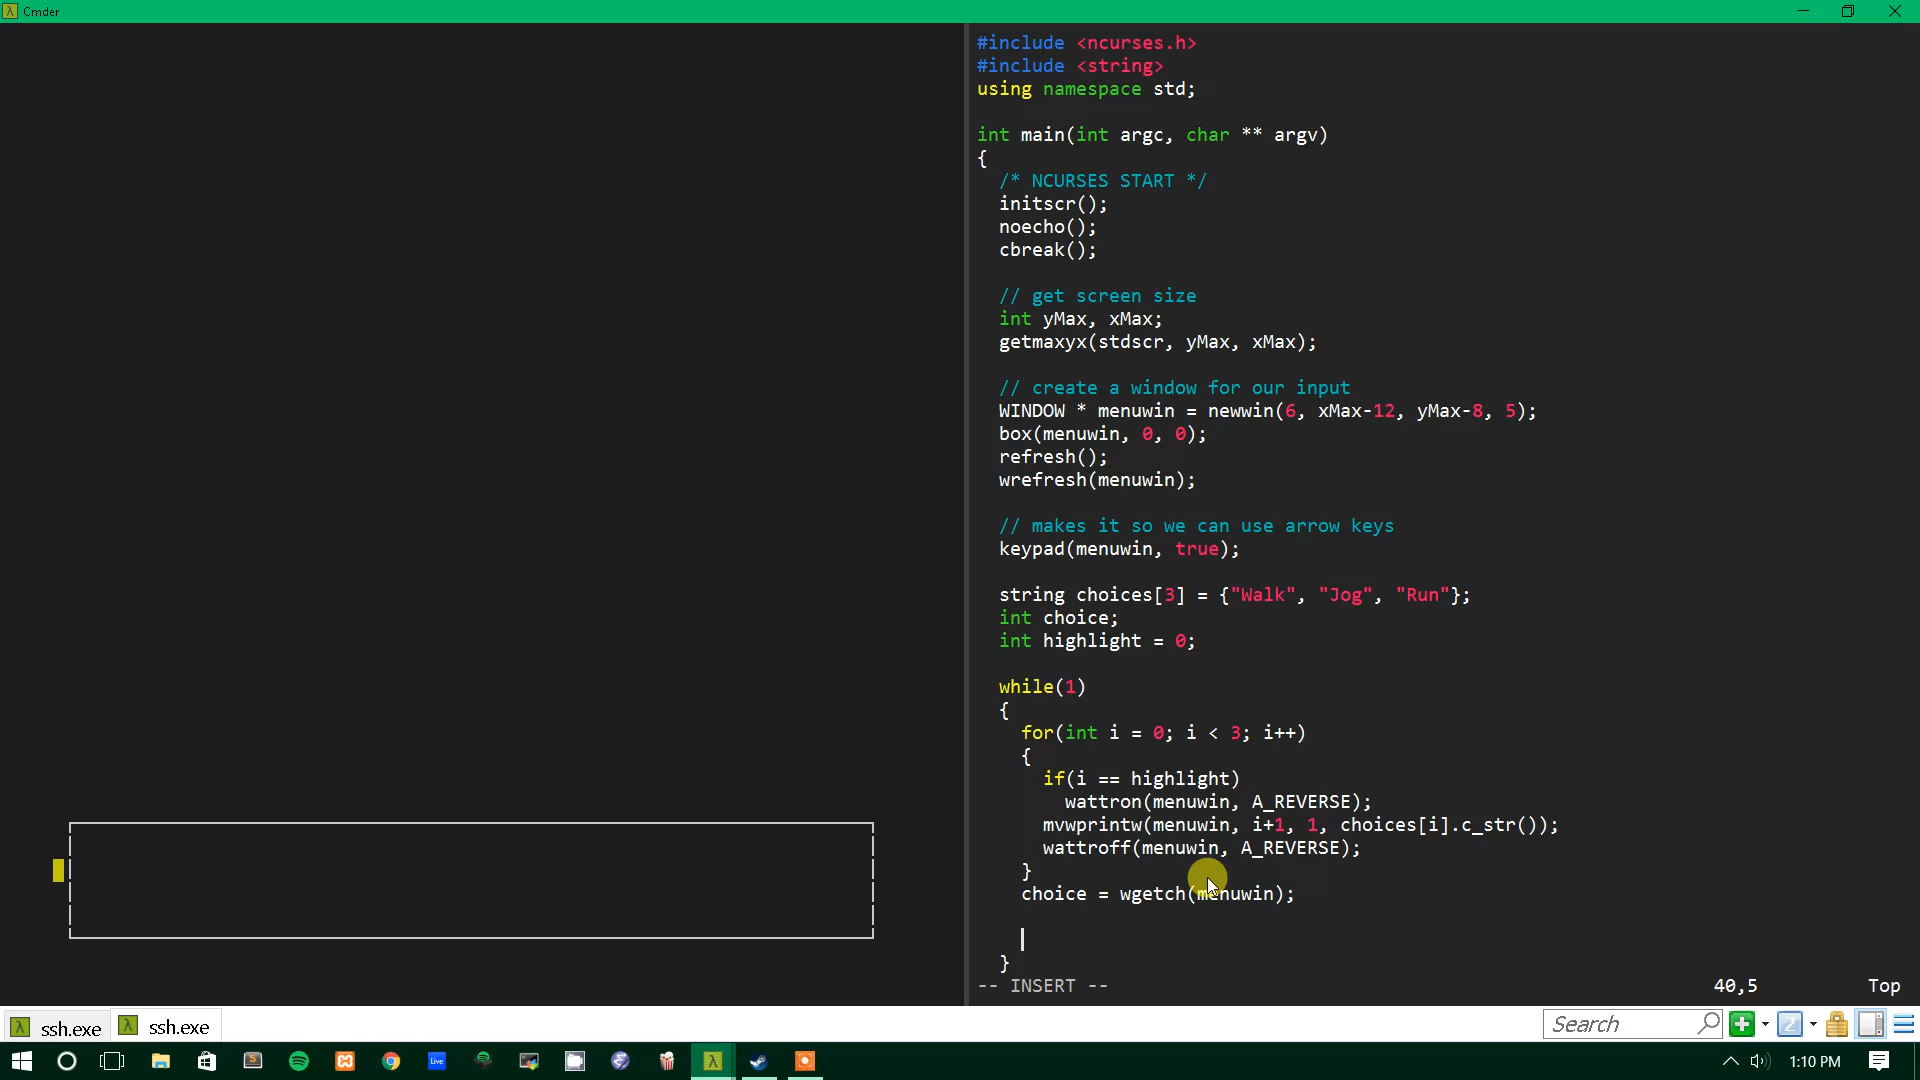 Cmder
#include <ncurses.h>
#include <string>
using namespace std;
int main(int argc, char ** argv)
{
/* NCURSES START */
initscr();
noecho();
cbreak();
// get screen size
int yMax, xMax;
getmaxyx(stdscr, yMax, xMax);
// create a window for our input
WINDOW * menuwin = newwin(6, xMax-12, yMax-8, 5);
box(menuwin, 0, 0);
refresh();
wrefresh(menuwin);
// makes it so we can use arrow keys
keypad(menuwin, true);
string choices[3] = {"Walk", "Jog", "Run"};
int choice;
int highlight = 0;
while(1)
{
for(int i = 0; i < 3; i++)
{
if(i == highlight)
wattron(menuwin, A_REVERSE);
mvwprintw(menuwin, i+1, 1, choices[i].c_str());
wattroff(menuwin, A_REVERSE);
}
choice = wgetch(menuwin);
}
-- INSERT -- 40,5 Top
ssh.exe ssh.exe Search
Live 1:10 PM